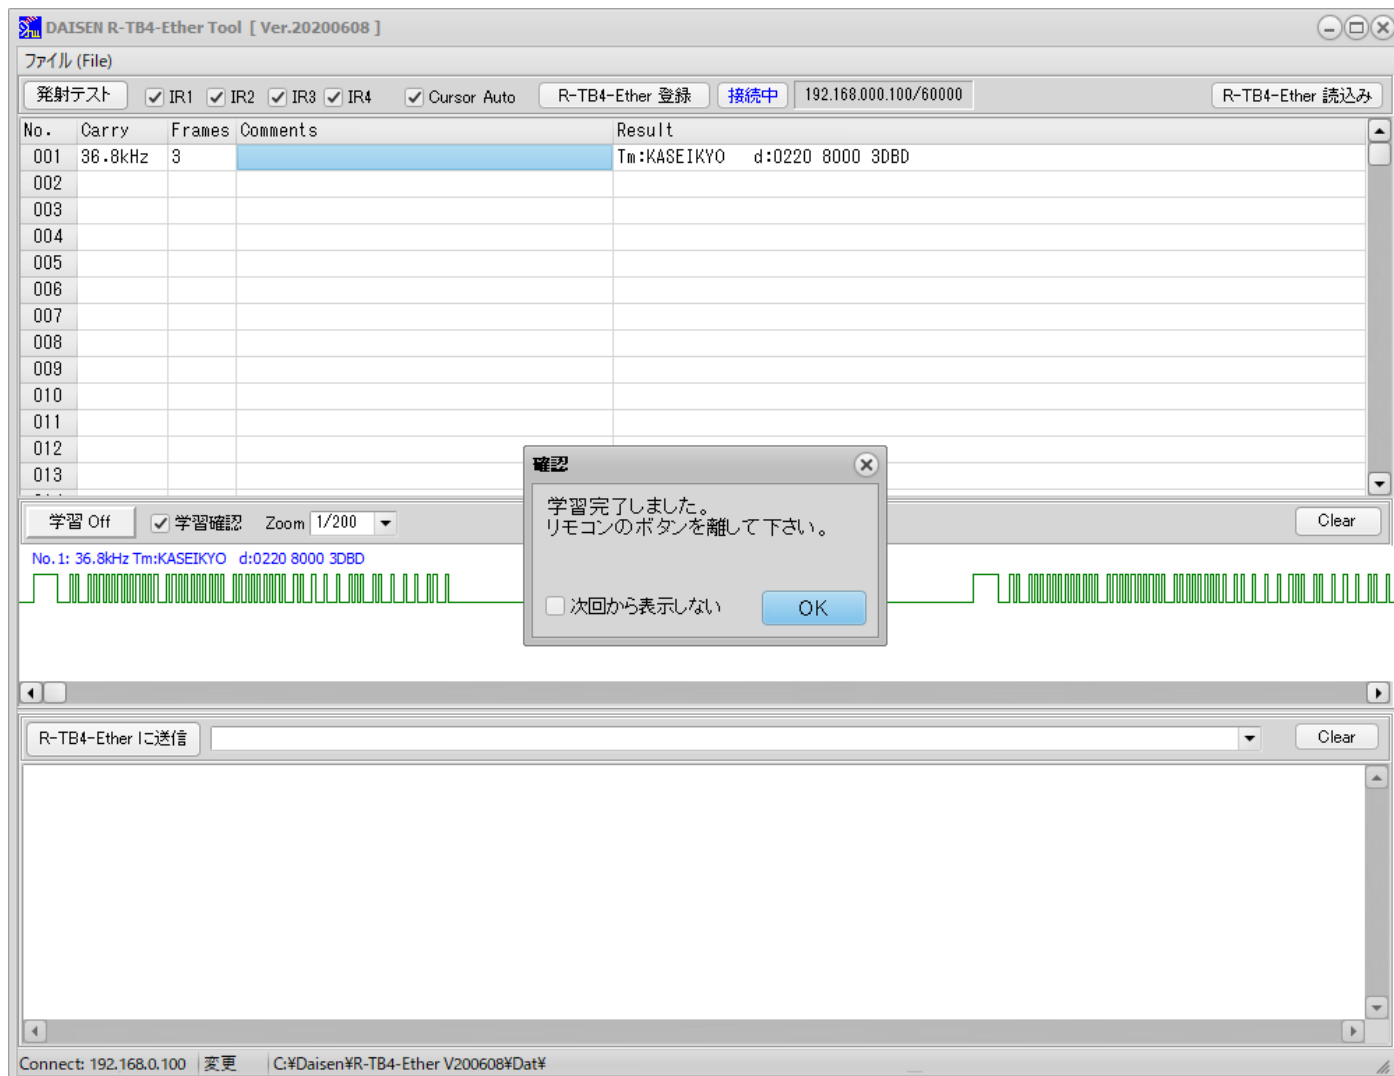 DAISEN R-TB4-Ether Tool [ Ver.20200608 ]
ファイル (File)
発射テスト IR1 IR2 IR3 IR4 Cursor Auto R-TB4-Ether 登録 接続中 192.168.000.100/60000 R-TB4-Ether 読込み
No. Carry Frames Comments Result
001 36.8kHz 3 Tm:KASEIKYO d:0220 8000 3DBD
002
003
004
005
006
007
008
009
010
011
012
013
確認
学習完了しました。
リモコンのボタンを離して下さい。
次回から表示しない OK
学習 Off 学習確認 Zoom 1/200 Clear
No.1: 36.8kHz Tm:KASEIKYO d:0220 8000 3DBD
R-TB4-Ether に送信 Clear
Connect: 192.168.0.100 変更 C:¥Daisen¥R-TB4-Ether V200608¥Dat¥